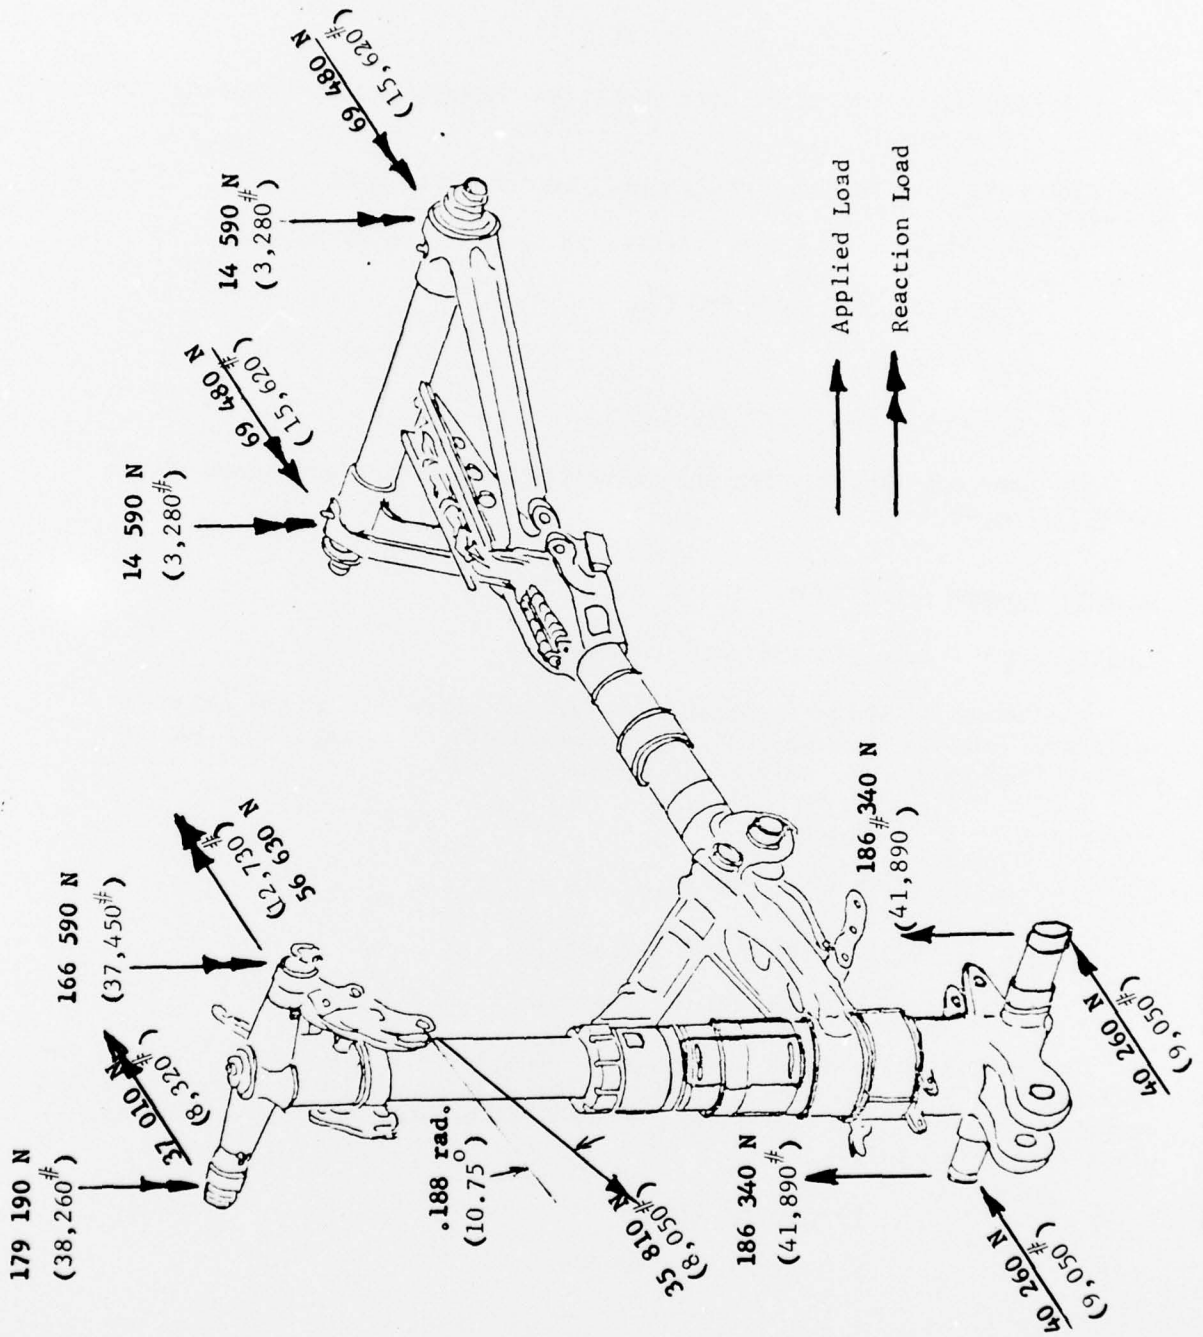 179 190 N
(38,260#)
37 010 N
(8,320#)
166 590 N
(37,450#)
(12,730#)
56 630 N
14 590 N
(3,280#)
69 480 N
(15,620#)
14 590 N
(3,280#)
69 480 N
(15,620#)
.188 rad.
(10.75°)
35 810 N
(8,050#)
186 340 N
(41,890#)
40 260 N
(9,050#)
186 340 N
(41,890#)
40 260 N
(9,050#)
Applied Load
Reaction Load